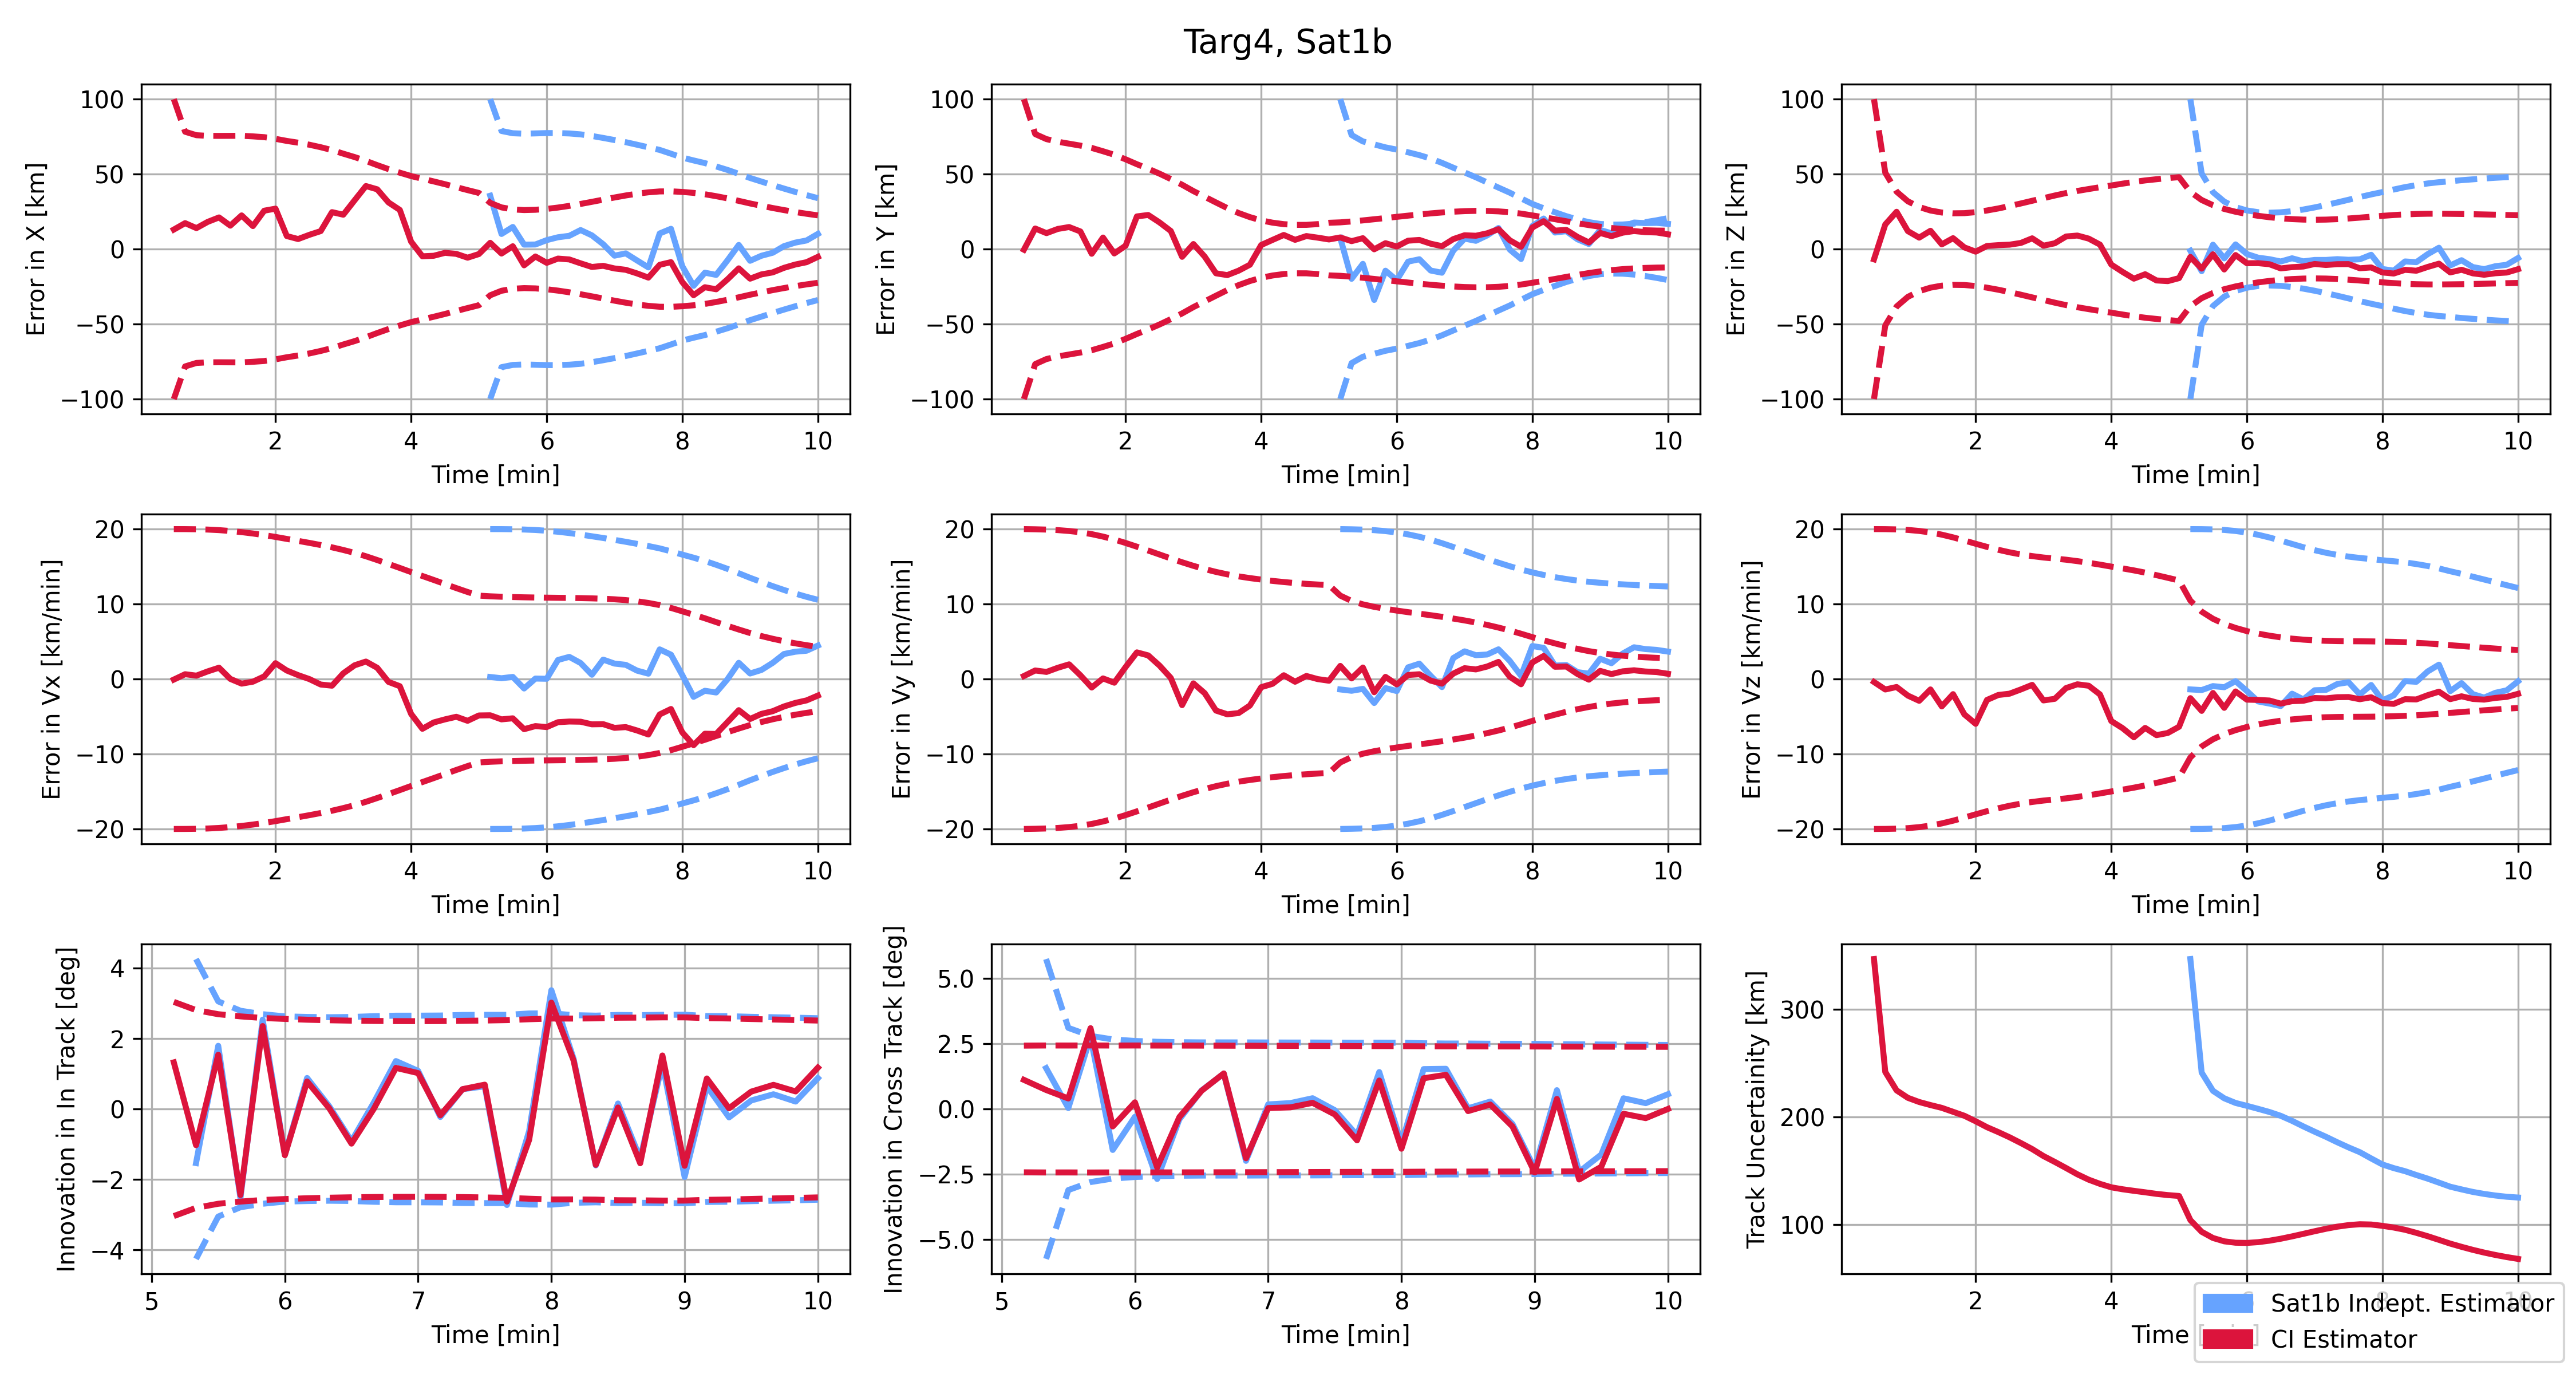 Targ4, Sat1b
Error in X [km]
100
50
0
−50
−100
2 4 6 8 10
Time [min]
Error in Y [km]
100
50
0
−50
−100
2 4 6 8 10
Time [min]
Error in Z [km]
100
50
0
−50
−100
2 4 6 8 10
Time [min]
Error in Vx [km/min]
20
10
0
−10
−20
2 4 6 8 10
Time [min]
Error in Vy [km/min]
20
10
0
−10
−20
2 4 6 8 10
Time [min]
Error in Vz [km/min]
20
10
0
−10
−20
2 4 6 8 10
Time [min]
Innovation in In Track [deg]
4
2
0
−2
−4
5 6 7 8 9 10
Time [min]
Innovation in Cross Track [deg]
5.0
2.5
0.0
−2.5
−5.0
5 6 7 8 9 10
Time [min]
Track Uncertainity [km]
300
200
100
2 4
Time
Sat1b Indept. Estimator
CI Estimator